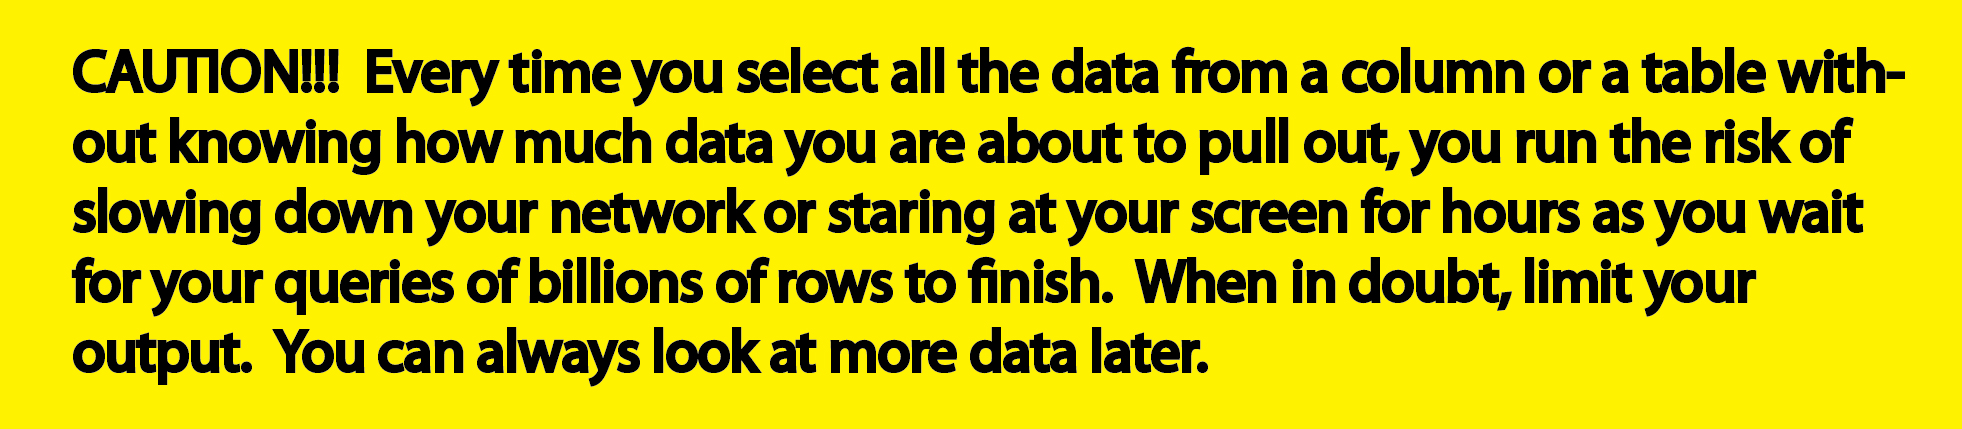 CAUTION!!!  Every time you select all the data from a column or a table with-
out knowing how much data you are about to pull out, you run the risk of
slowing down your network or staring at your screen for hours as you wait
for your queries of billions of rows to finish.  When in doubt, limit your
output.  You can always look at more data later.